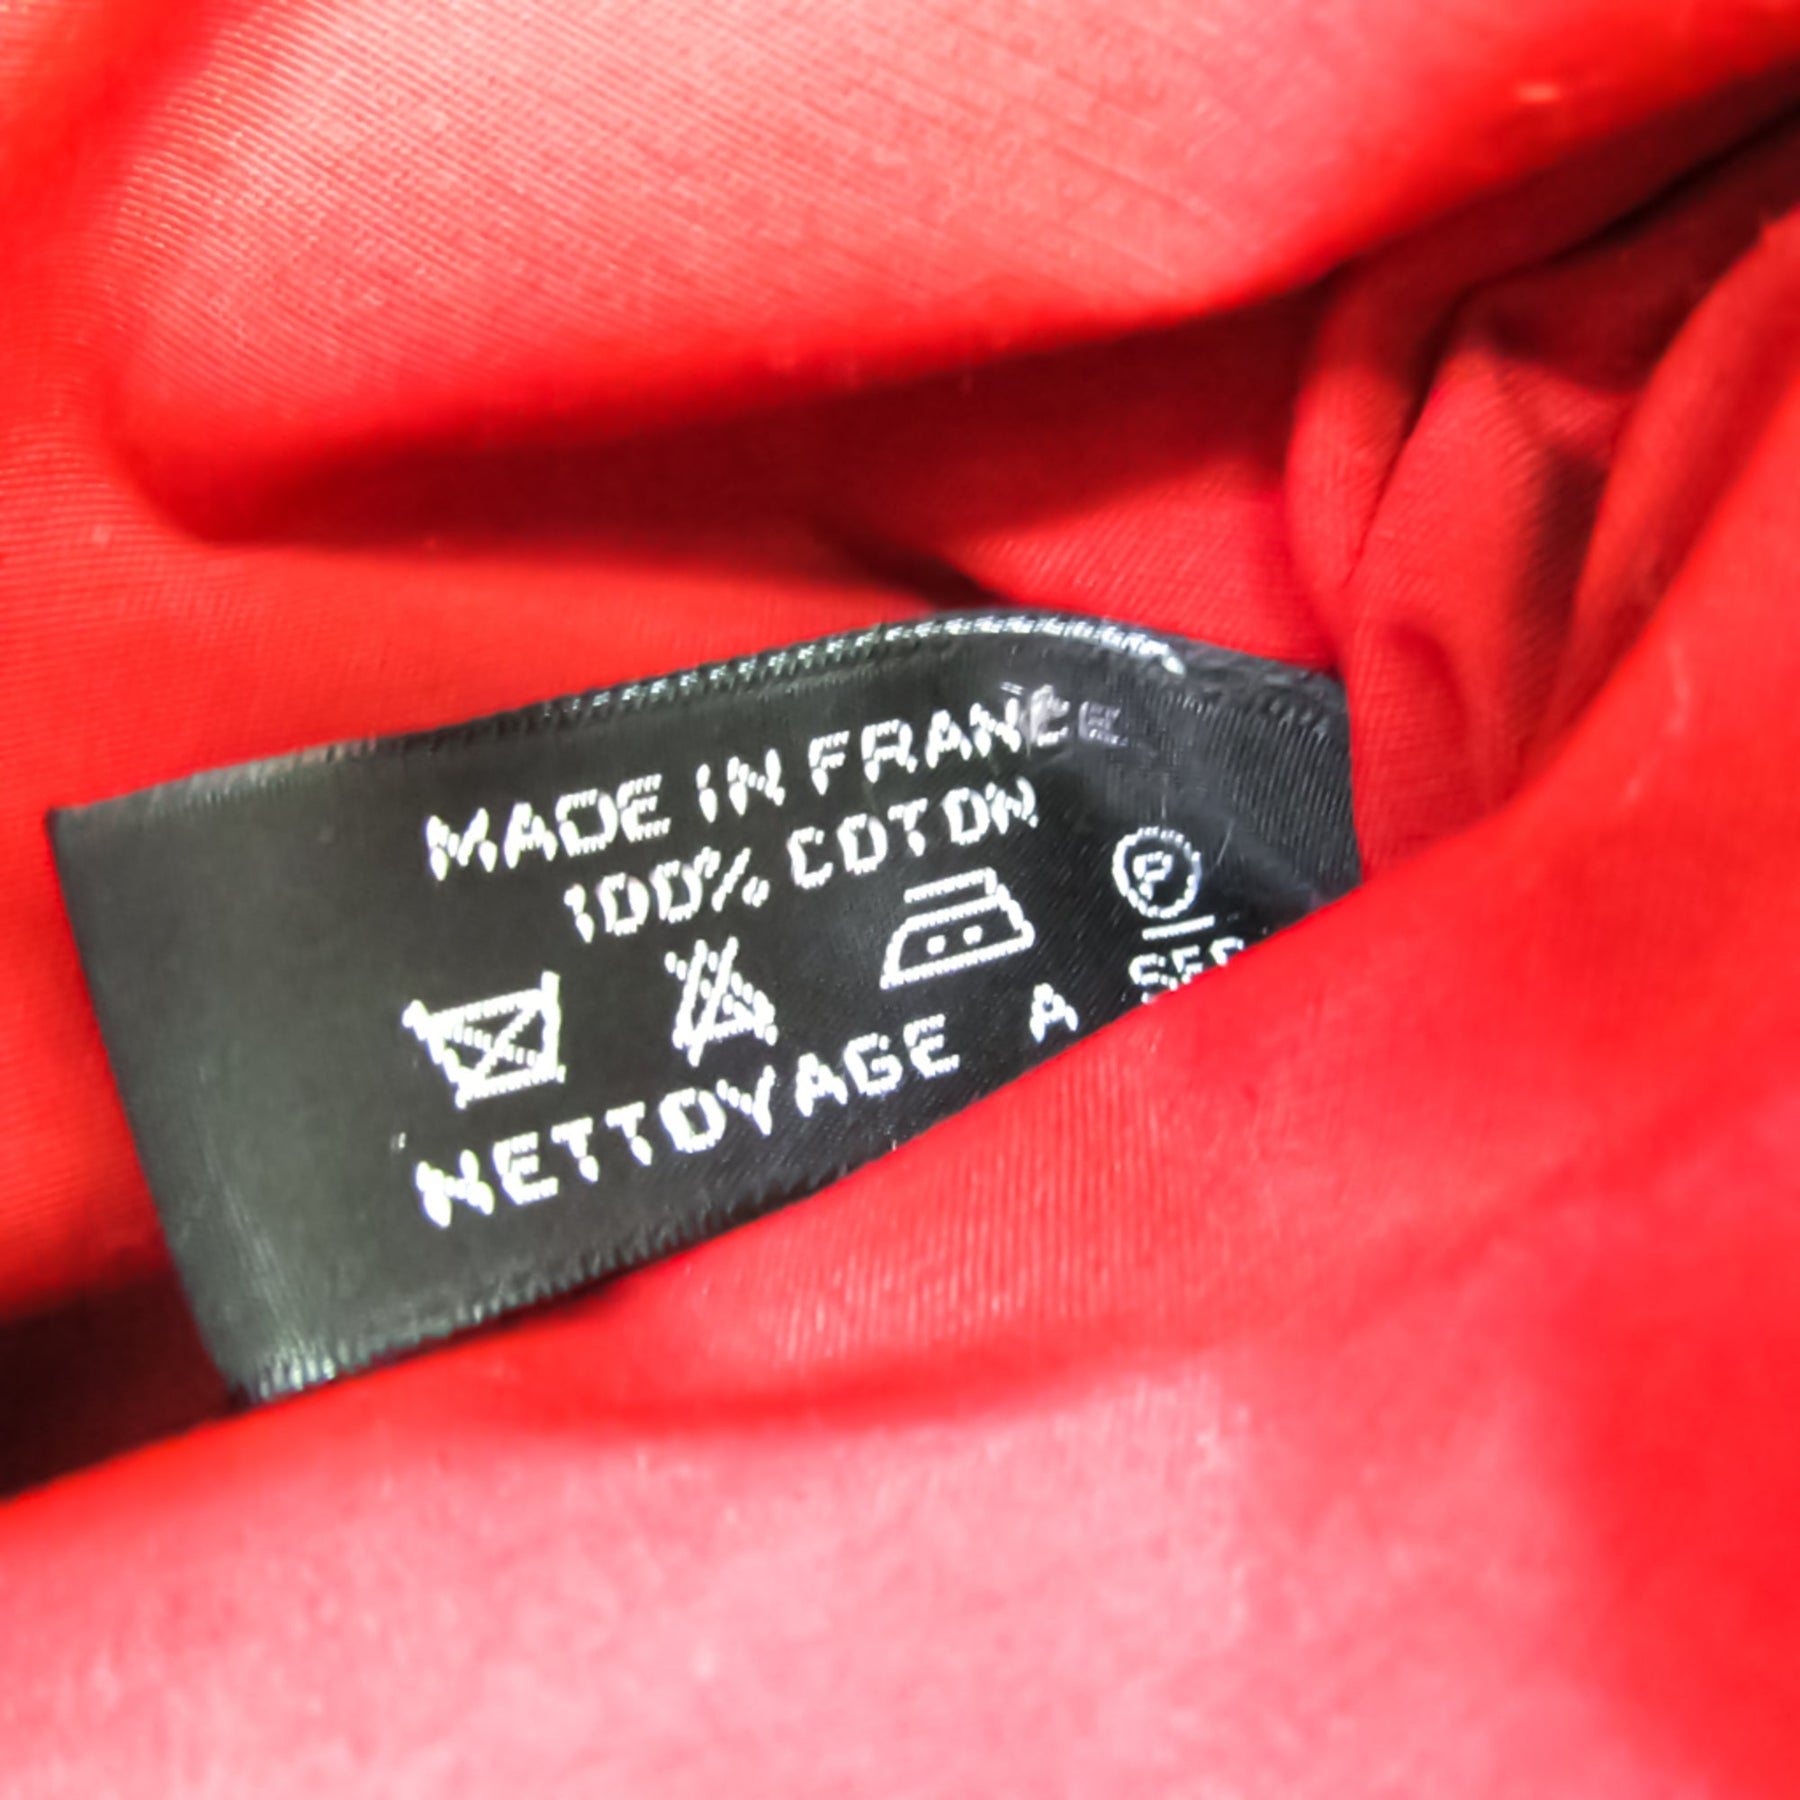 MADE IN FRANCE
100% COTON
P
NETTOYAGE A